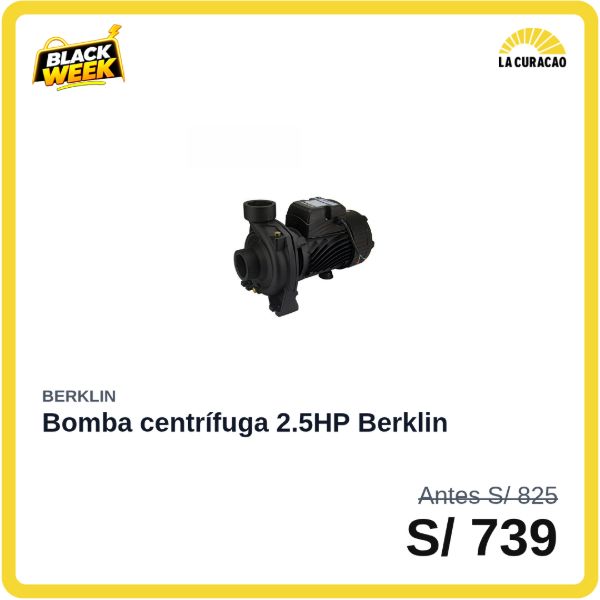 BLACK
WEEK
LA CURACAO
BERKLIN
Bomba centrífuga 2.5HP Berklin
Antes S/ 825
S/ 739